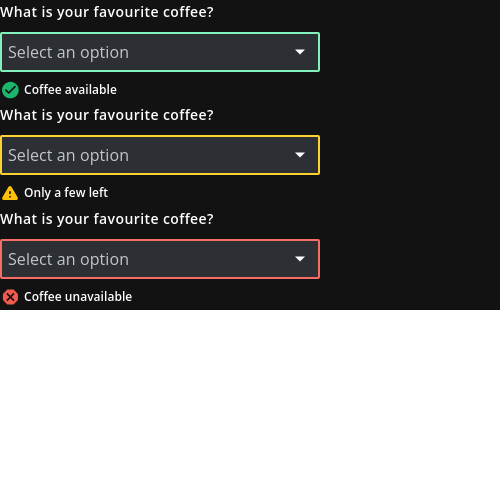 What is your favourite coffee?
Select an option
Coffee available
What is your favourite coffee?
Select an option
Only a few left
What is your favourite coffee?
Select an option
Coffee unavailable